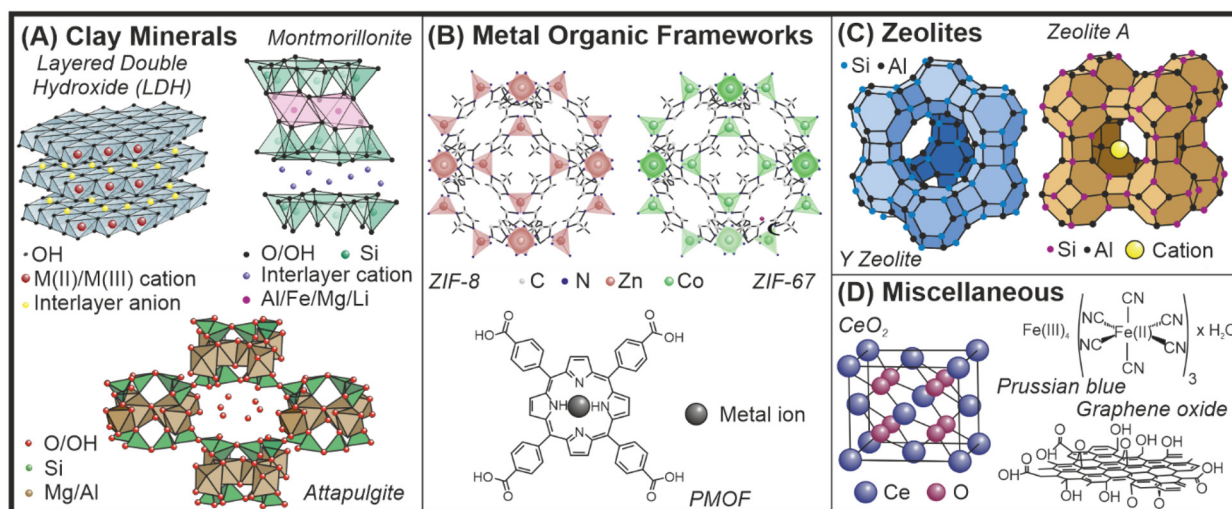 (A) Clay Minerals
Layered Double
Hydroxide (LDH)
Montmorillonite
OH
M(II)/M(III) cation
Interlayer anion
O/OH Si
Interlayer cation
Al/Fe/Mg/Li
O/OH
Si
Mg/Al
Attapulgite
(B) Metal Organic Frameworks
ZIF-8 C N Zn Co ZIF-67
O OH
HO O
N
NH HN
N
Metal ion
HO O
O OH
PMOF
(C) Zeolites
Zeolite A
Si Al
Y Zeolite
Si Al Cation
(D) Miscellaneous
CeO2
Ce O
CN
NC CN
Fe(III)4 Fe(II) x H2O
NC CN
CN
3
Prussian blue
Graphene oxide